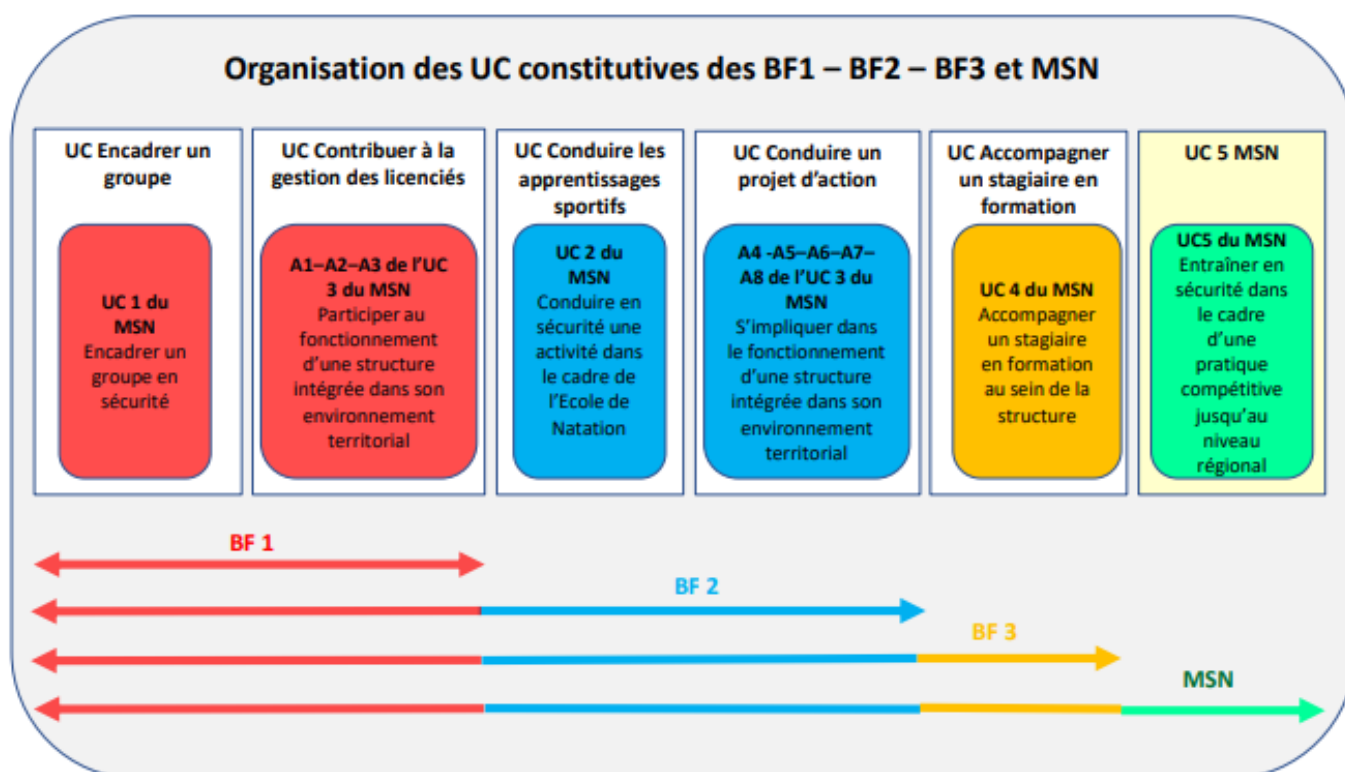 Organisation des UC constitutives des BF1 – BF2 – BF3 et MSN
UC Encadrer un
groupe
UC 1 du
MSN
Encadrer un
groupe en
sécurité
UC Contribuer à la
gestion des licenciés
A1–A2–A3 de l’UC
3 du MSN
Participer au
fonctionnement
d’une structure
intégrée dans son
environnement
territorial
UC Conduire les
apprentissages
sportifs
UC 2 du
MSN
Conduire en
sécurité une
activité dans
le cadre de
l’Ecole de
Natation
UC Conduire un
projet d’action
A4 -A5–A6–A7–
A8 de l’UC 3 du
MSN
S’impliquer dans
le fonctionnement
d’une structure
intégrée dans son
environnement
territorial
UC Accompagner
un stagiaire en
formation
UC 4 du MSN
Accompagner
un stagiaire
en formation
au sein de la
structure
UC 5 MSN
UC5 du MSN
Entraîner en
sécurité dans
le cadre
d’une
pratique
compétitive
jusqu’au
niveau
régional
BF 1
BF 2
BF 3
MSN